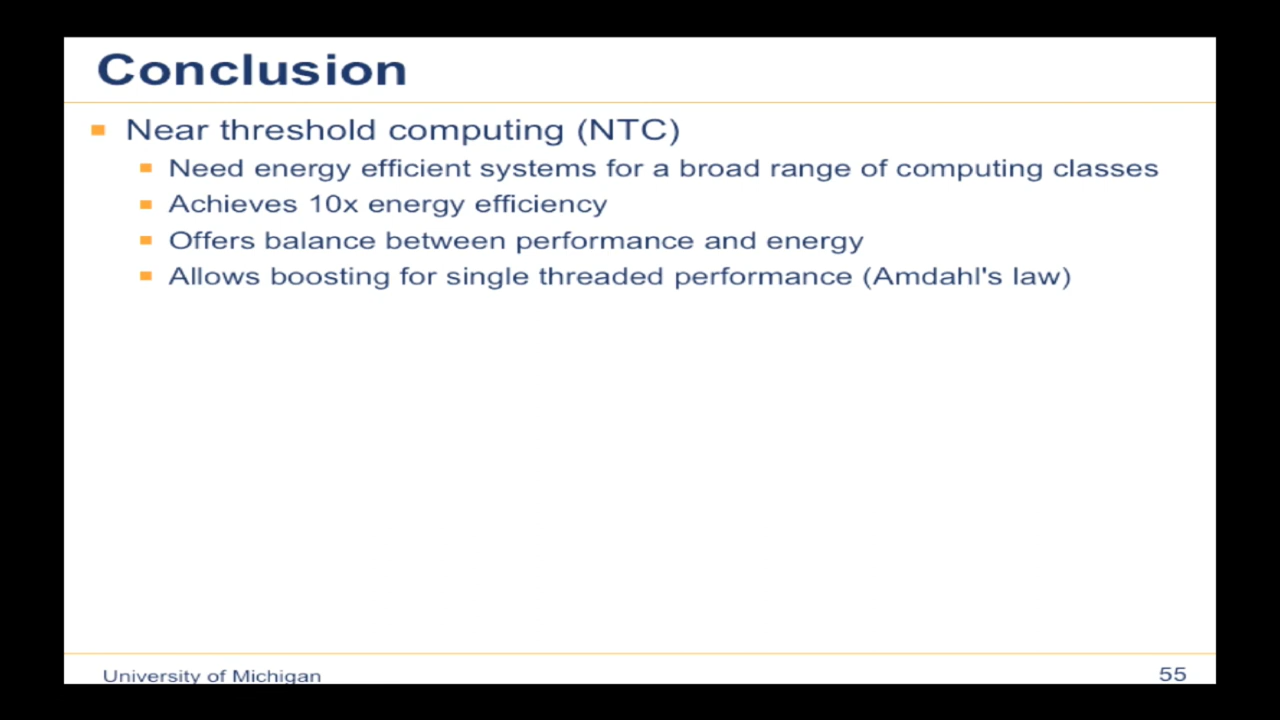 Conclusion
Near threshold computing (NTC)
Need energy efficient systems for a broad range of computing classes
Achieves 10x energy efficiency
Offers balance between performance and energy
Allows boosting for single threaded performance (Amdahl's law)
University of Michigan
55